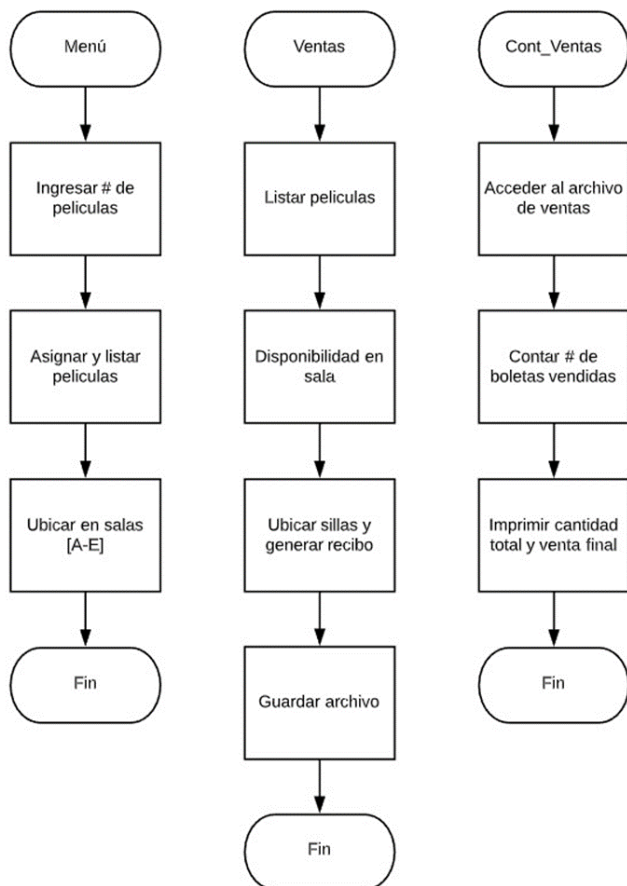 Menú
Ingresar # de
peliculas
Asignar y listar
peliculas
Ubicar en salas
[A-E]
Fin
Ventas
Listar peliculas
Disponibilidad en
sala
Ubicar sillas y
generar recibo
Guardar archivo
Fin
Cont_Ventas
Acceder al archivo
de ventas
Contar # de
boletas vendidas
Imprimir cantidad
total y venta final
Fin